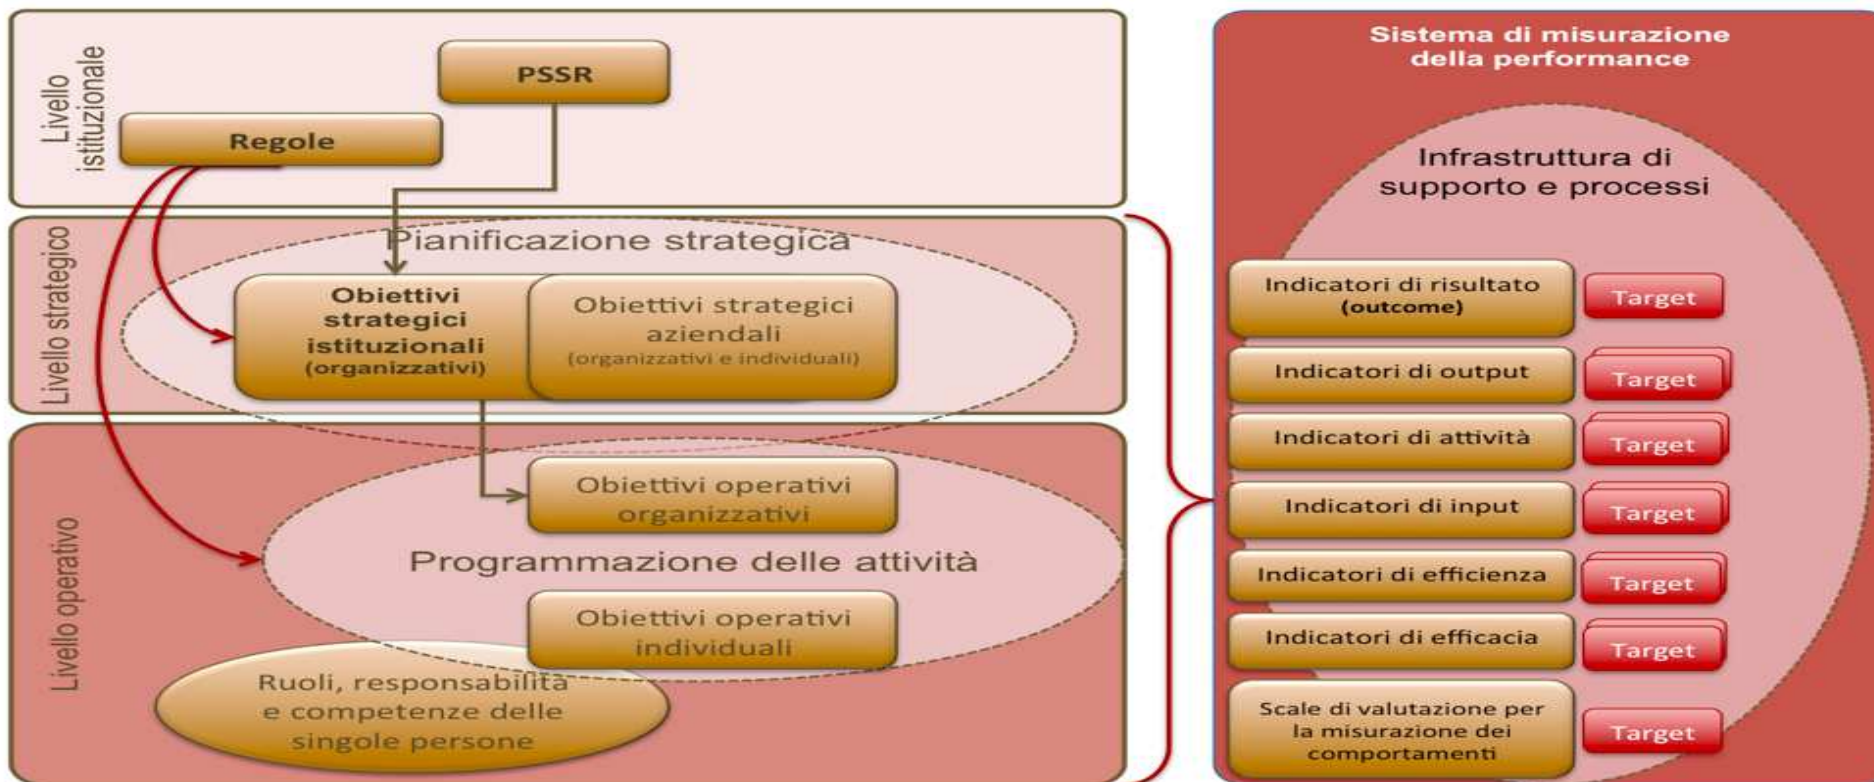 Livello
istituzionale
PSSR
Regole
Livello strategico
Pianificazione strategica
Obiettivi
strategici
istituzionali
(organizzativi)
Obiettivi strategici
aziendali
(organizzativi e individuali)
Livello operativo
Obiettivi operativi
organizzativi
Programmazione delle attività
Obiettivi operativi
individuali
Ruoli, responsabilità
e competenze delle
singole persone
Sistema di misurazione
della performance
Infrastruttura di
supporto e processi
Indicatori di risultato
(outcome)
Target
Indicatori di output
Target
Indicatori di attività
Target
Indicatori di input
Target
Indicatori di efficienza
Target
Indicatori di efficacia
Target
Scale di valutazione per
la misurazione dei
comportamenti
Target